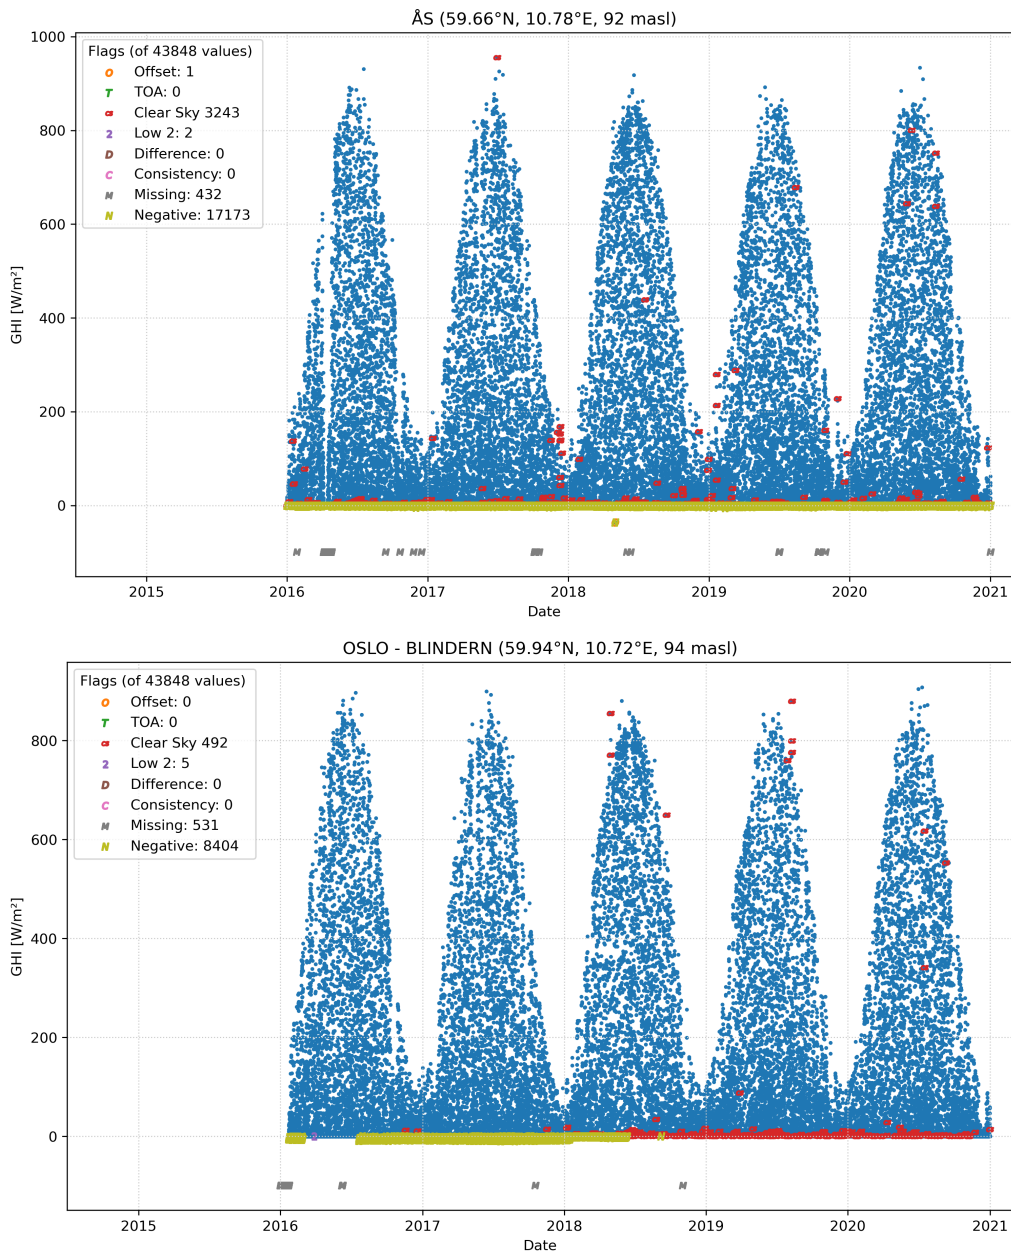 ÅS (59.66°N, 10.78°E, 92 masl)
1000
800
600
400
200
0
GHI [W/m²]
Flags (of 43848 values)
O Offset: 1
T TOA: 0
CS Clear Sky 3243
2 Low 2: 2
D Difference: 0
C Consistency: 0
M Missing: 432
N Negative: 17173
2015 2016 2017 2018 2019 2020 2021
Date
OSLO - BLINDERN (59.94°N, 10.72°E, 94 masl)
800
600
400
200
0
GHI [W/m²]
Flags (of 43848 values)
O Offset: 0
T TOA: 0
CS Clear Sky 492
2 Low 2: 5
D Difference: 0
C Consistency: 0
M Missing: 531
N Negative: 8404
2015 2016 2017 2018 2019 2020 2021
Date